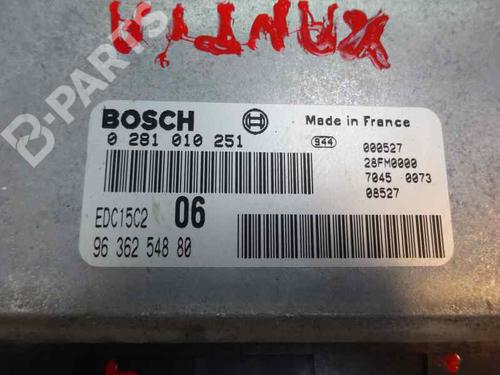 XANTIA
B-PARTS
BOSCH
Made in France
0 281 010 251
944
000527
28FM0000
7045 0073
08527
EDC15C2 06
96 362 548 80